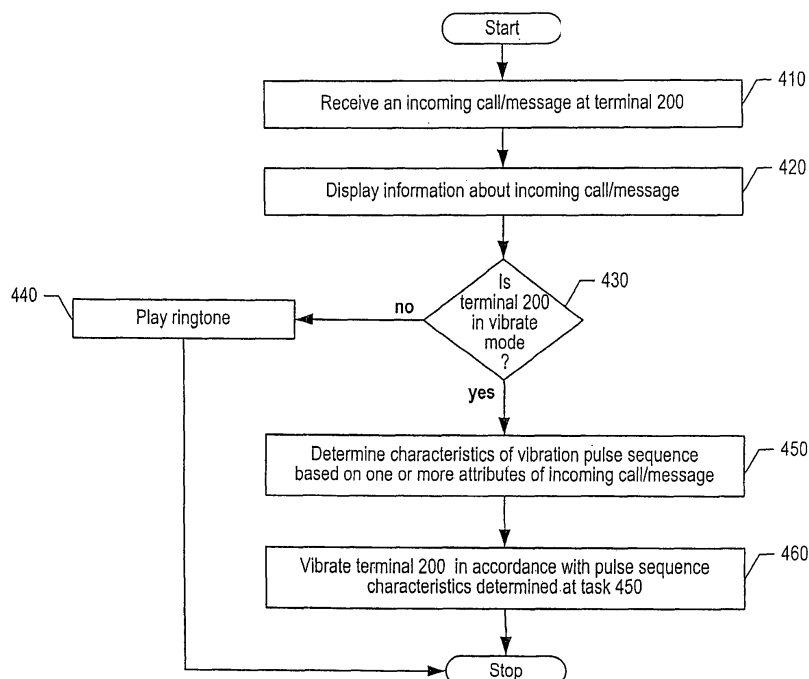 Start
410
Receive an incoming call/message at terminal 200
420
Display information about incoming call/message
430
Is
terminal 200
in vibrate
mode
?
440
no
Play ringtone
yes
450
Determine characteristics of vibration pulse sequence
based on one or more attributes of incoming call/message
460
Vibrate terminal 200 in accordance with pulse sequence
characteristics determined at task 450
Stop